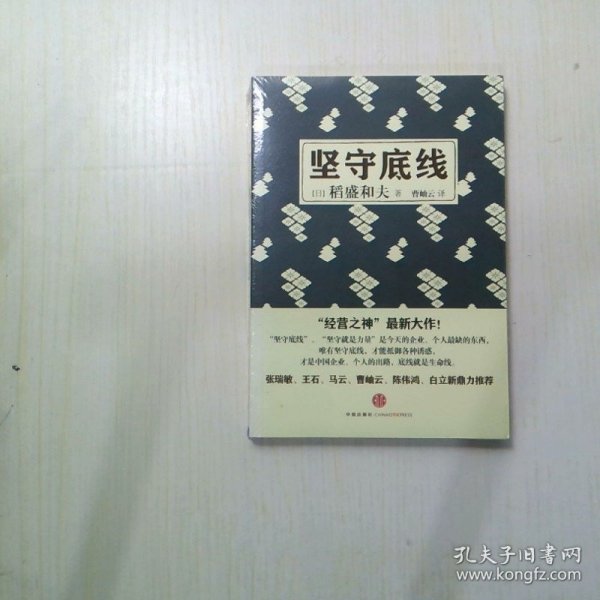 坚守底线
[日] 稻盛和夫 著 曹岫云 译
“经营之神”最新大作！
“坚守底线”、“坚守就是力量”是今天的企业、个人最缺的东西，
唯有坚守底线，才能抵御各种诱惑，
才是中国企业、个人的出路，底线就是生命线。
张瑞敏、王石、马云、曹岫云、陈伟鸿、白立新鼎力推荐
中信出版社·CHINACITICPRESS
孔夫子旧书网
www.kongfz.com